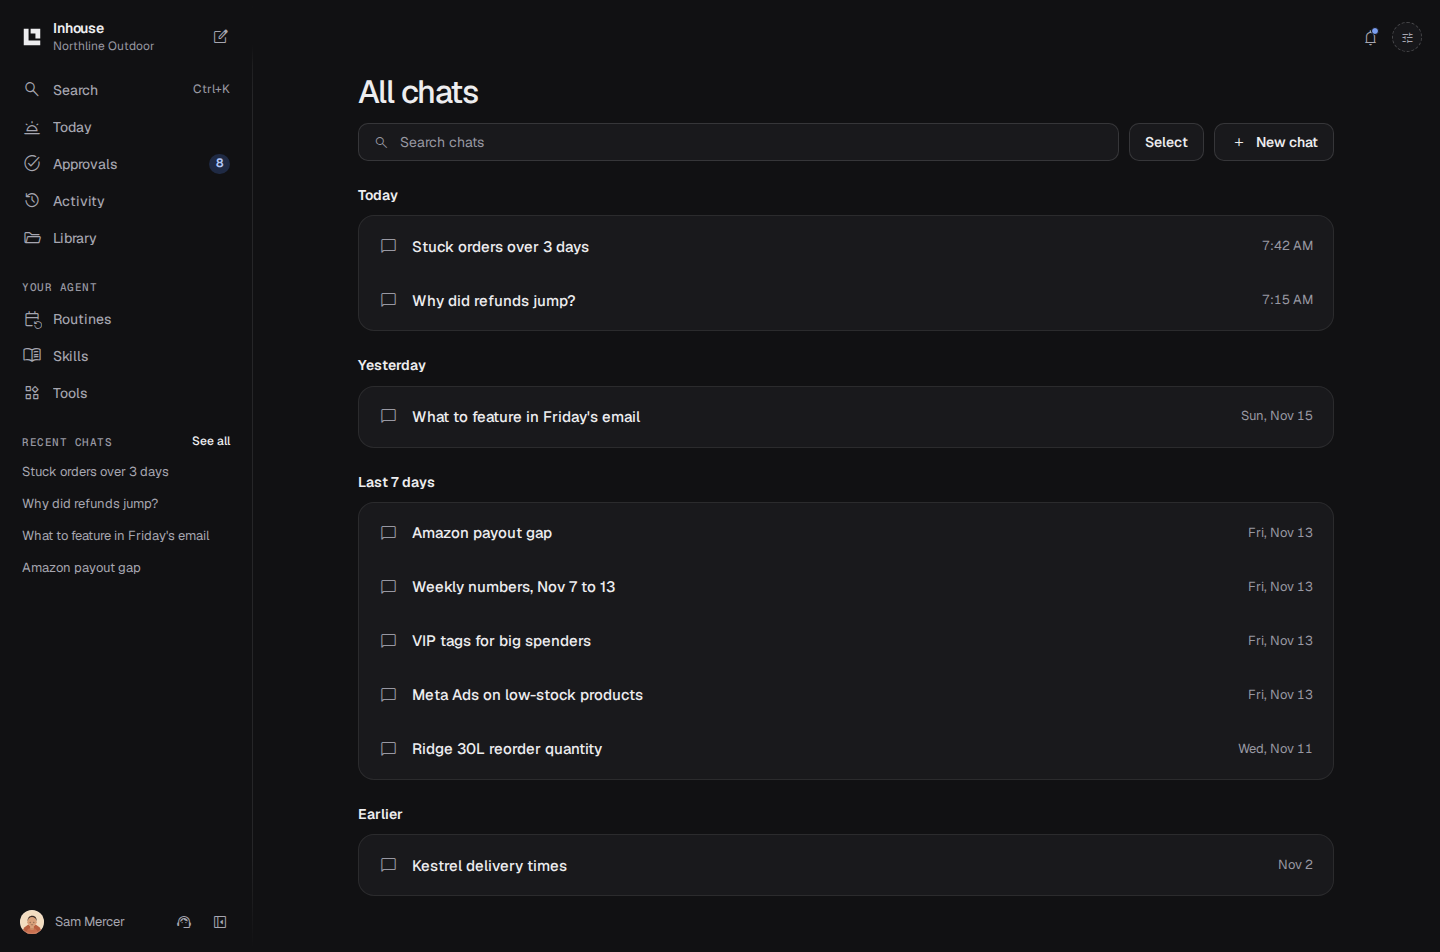 Inhouse
Northline Outdoor
Search Ctrl+K
Today
Approvals 8
Activity
Library
YOUR AGENT
Routines
Skills
Tools
RECENT CHATS See all
Stuck orders over 3 days
Why did refunds jump?
What to feature in Friday's email
Amazon payout gap
Sam Mercer
All chats
Search chats Select + New chat
Today
Stuck orders over 3 days 7:42 AM
Why did refunds jump? 7:15 AM
Yesterday
What to feature in Friday's email Sun, Nov 15
Last 7 days
Amazon payout gap Fri, Nov 13
Weekly numbers, Nov 7 to 13 Fri, Nov 13
VIP tags for big spenders Fri, Nov 13
Meta Ads on low-stock products Fri, Nov 13
Ridge 30L reorder quantity Wed, Nov 11
Earlier
Kestrel delivery times Nov 2